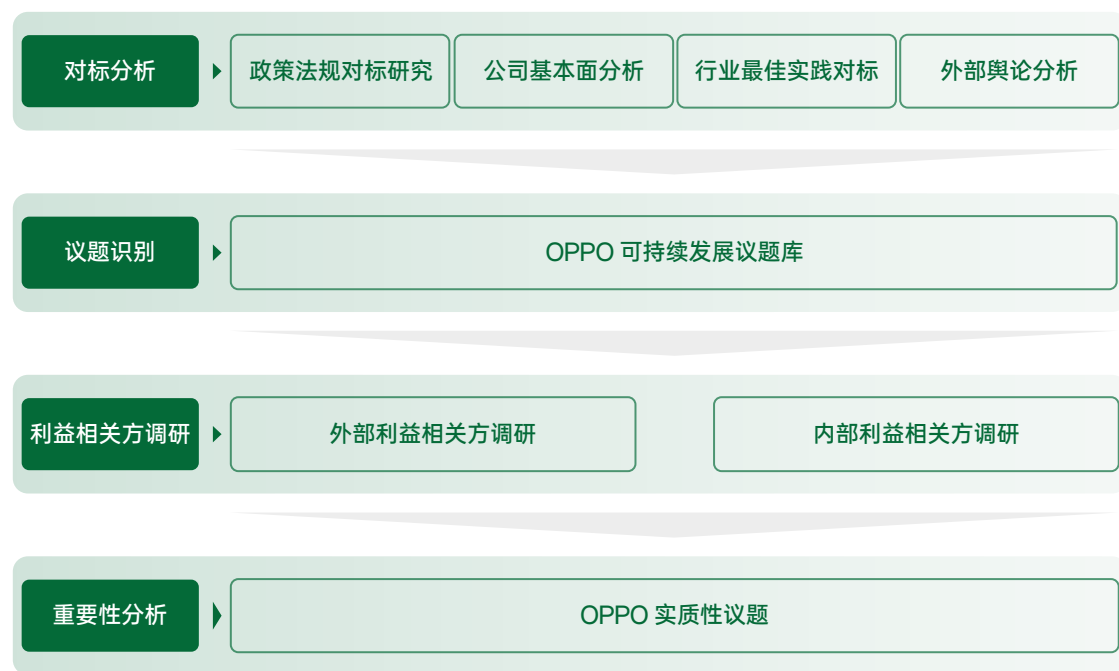 对标分析
政策法规对标研究
公司基本面分析
行业最佳实践对标
外部舆论分析
议题识别
OPPO 可持续发展议题库
利益相关方调研
外部利益相关方调研
内部利益相关方调研
重要性分析
OPPO 实质性议题